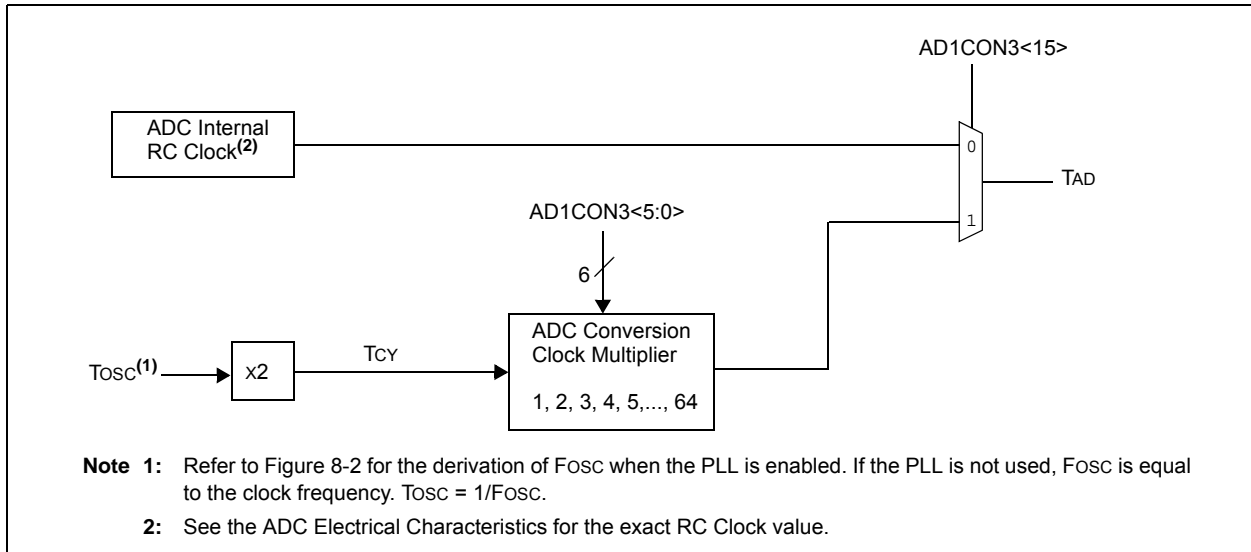 AD1CON3<15>
ADC Internal
RC Clock(2)
0
TAD
AD1CON3<5:0>
1
6
ADC Conversion
Clock Multiplier
TOSC(1)
X2
TCY
1, 2, 3, 4, 5,..., 64
Note 1: Refer to Figure 8-2 for the derivation of FOSC when the PLL is enabled. If the PLL is not used, FOSC is equal
to the clock frequency. TOSC = 1/FOSC.
2: See the ADC Electrical Characteristics for the exact RC Clock value.